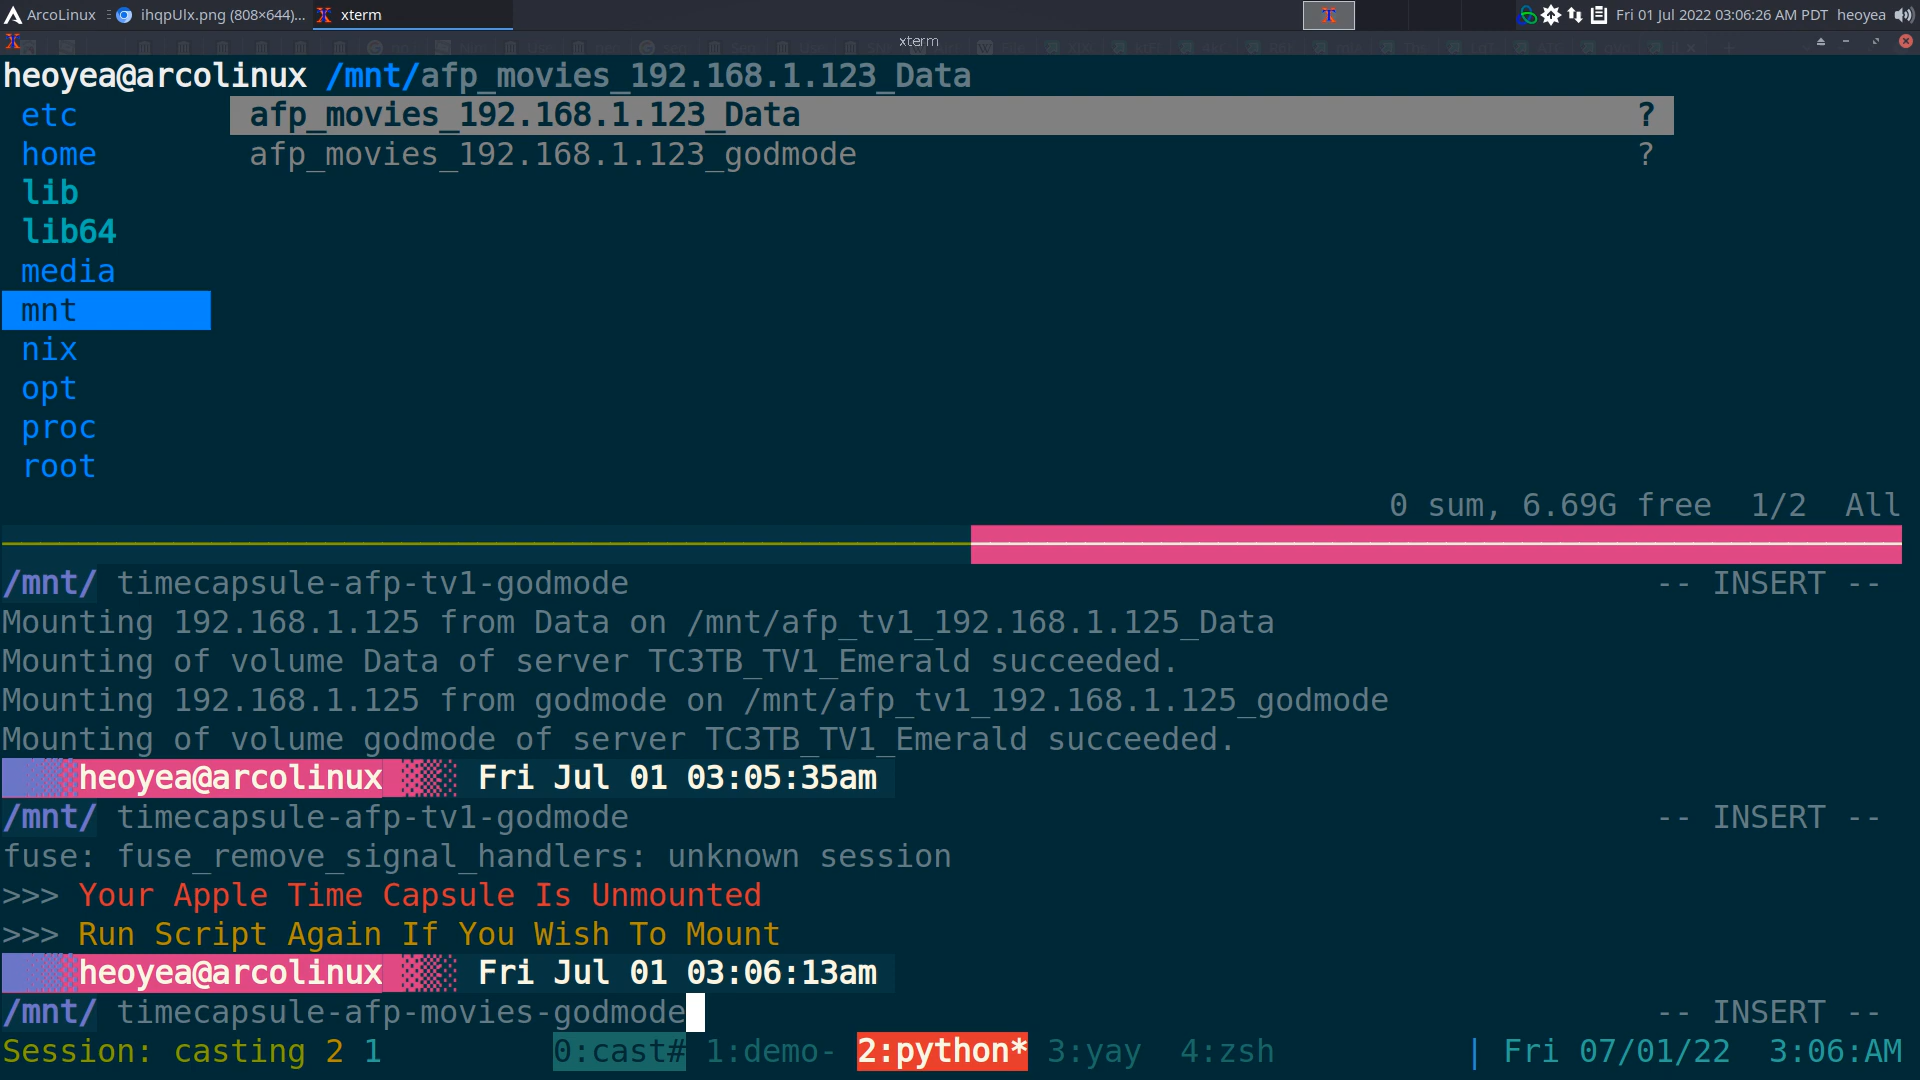 ArcoLinux ihqpUlx.png (808×644)... xterm Fri 01 Jul 2022 03:06:26 AM PDT heoyea
xterm
heoyea@arcolinux /mnt/afp_movies_192.168.1.123_Data
etc afp_movies_192.168.1.123_Data ?
home afp_movies_192.168.1.123_godmode ?
lib
lib64
media
mnt
nix
opt
proc
root
0 sum, 6.69G free 1/2 All
/mnt/ timecapsule-afp-tv1-godmode -- INSERT --
Mounting 192.168.1.125 from Data on /mnt/afp_tv1_192.168.1.125_Data
Mounting of volume Data of server TC3TB_TV1_Emerald succeeded.
Mounting 192.168.1.125 from godmode on /mnt/afp_tv1_192.168.1.125_godmode
Mounting of volume godmode of server TC3TB_TV1_Emerald succeeded.
heoyea@arcolinux Fri Jul 01 03:05:35am
/mnt/ timecapsule-afp-tv1-godmode -- INSERT --
fuse: fuse_remove_signal_handlers: unknown session
>>> Your Apple Time Capsule Is Unmounted
>>> Run Script Again If You Wish To Mount
heoyea@arcolinux Fri Jul 01 03:06:13am
/mnt/ timecapsule-afp-movies-godmode -- INSERT --
Session: casting 2 1 0:cast# 1:demo- 2:python* 3:yay 4:zsh | Fri 07/01/22 3:06:AM